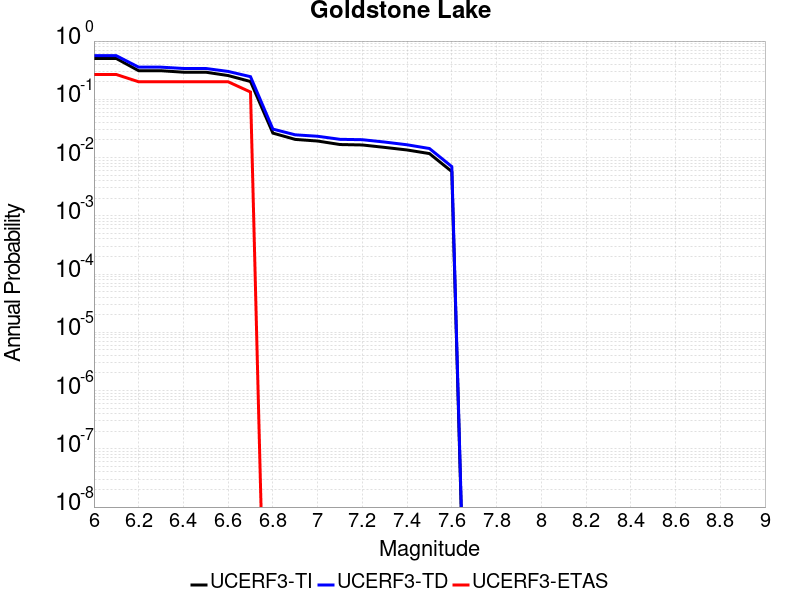 Goldstone Lake
10^0
10^-1
10^-2
10^-3
10^-4
10^-5
10^-6
10^-7
10^-8
Annual Probability
6 6.2 6.4 6.6 6.8 7 7.2 7.4 7.6 7.8 8 8.2 8.4 8.6 8.8 9
Magnitude
UCERF3-TI UCERF3-TD UCERF3-ETAS